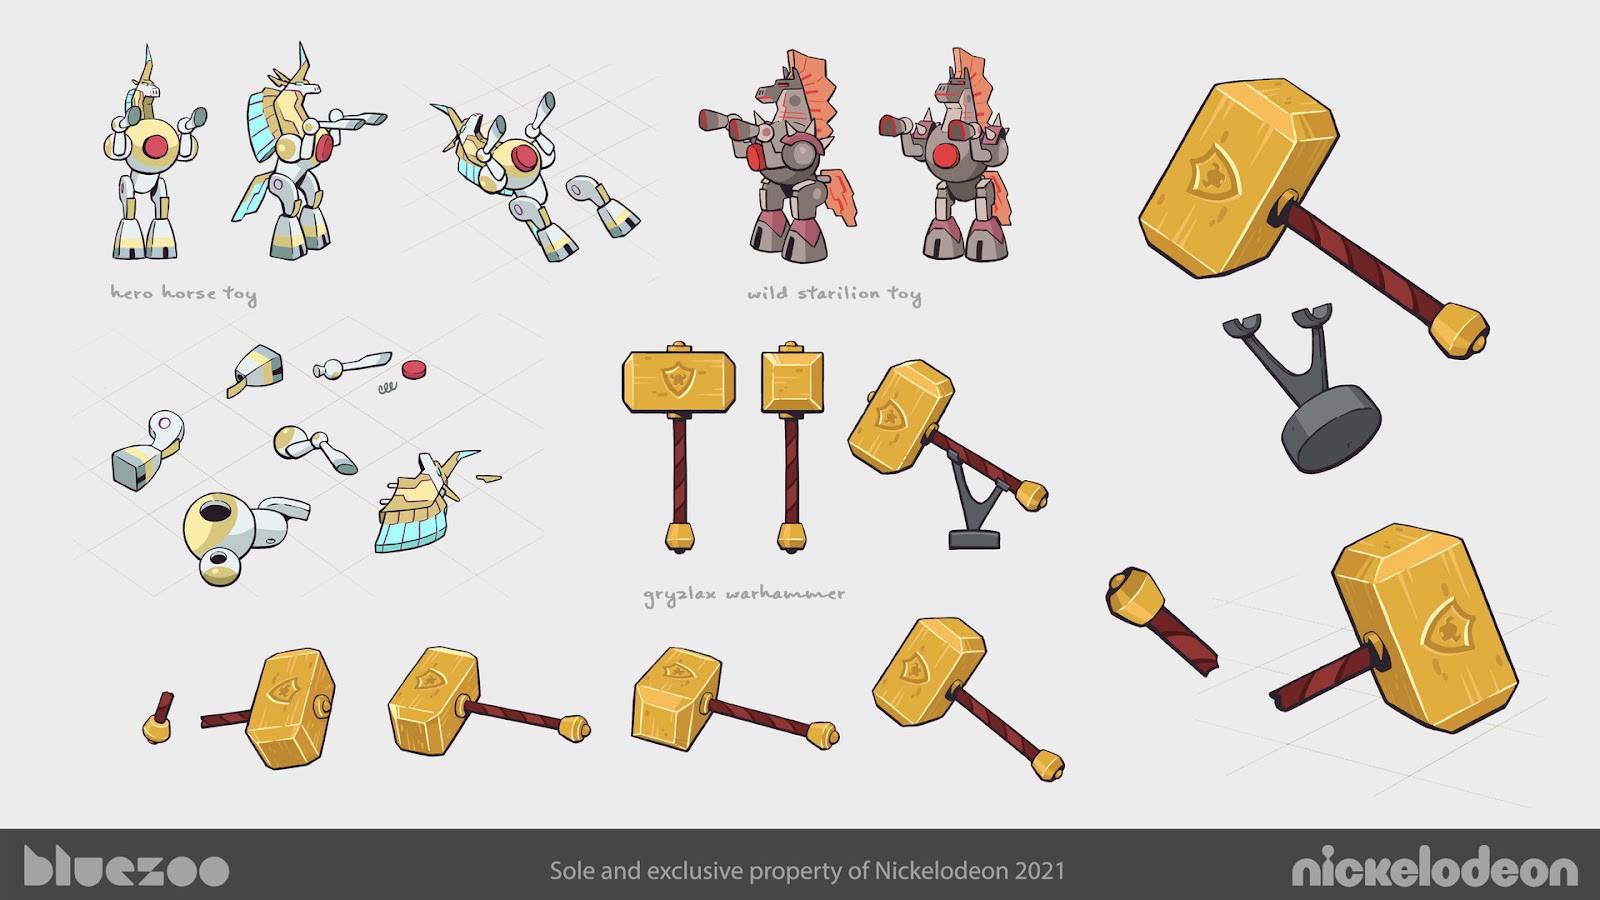 hero horse toy
wild starilion toy
gryzlax warhammer
bluezoo
Sole and exclusive property of Nickelodeon 2021
nickelodeon